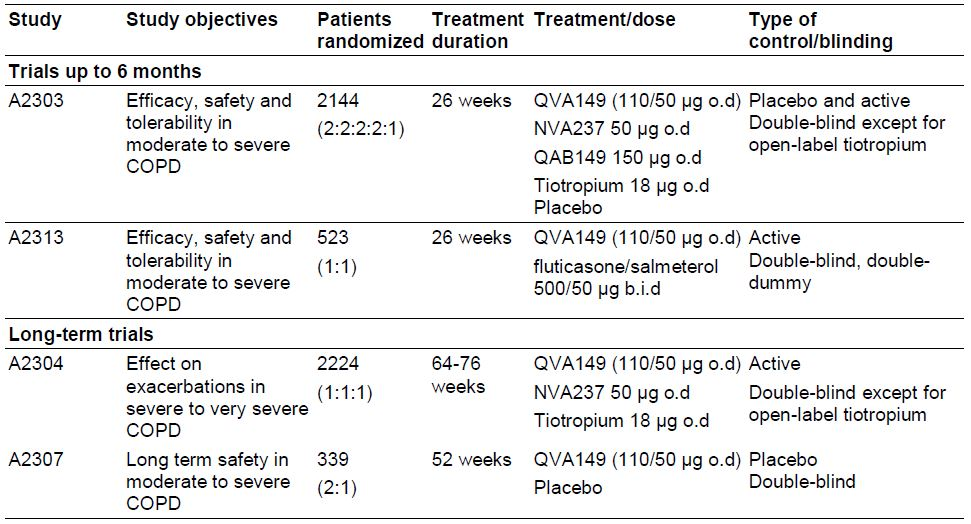 Study Study objectives Patients randomized Treatment duration Treatment/dose Type of control/blinding
Trials up to 6 months
A2303 Efficacy, safety and 2144 26 weeks QVA149 (110/50 µg o.d) Placebo and active
tolerability in (2:2:2:2:1) NVA237 50 µg o.d Double-blind except for
moderate to severe QAB149 150 µg o.d open-label tiotropium
COPD Tiotropium 18 µg o.d
Placebo
A2313 Efficacy, safety and 523 26 weeks QVA149 (110/50 µg o.d) Active
tolerability in (1:1) fluticasone/salmeterol Double-blind, double-
moderate to severe 500/50 µg b.i.d dummy
COPD
Long-term trials
A2304 Effect on 2224 64-76 QVA149 (110/50 µg o.d) Active
exacerbations in (1:1:1) weeks NVA237 50 µg o.d Double-blind except for
severe to very severe Tiotropium 18 µg o.d open-label tiotropium
COPD
A2307 Long term safety in 339 52 weeks QVA149 (110/50 µg o.d) Placebo
moderate to severe (2:1) Placebo Double-blind
COPD